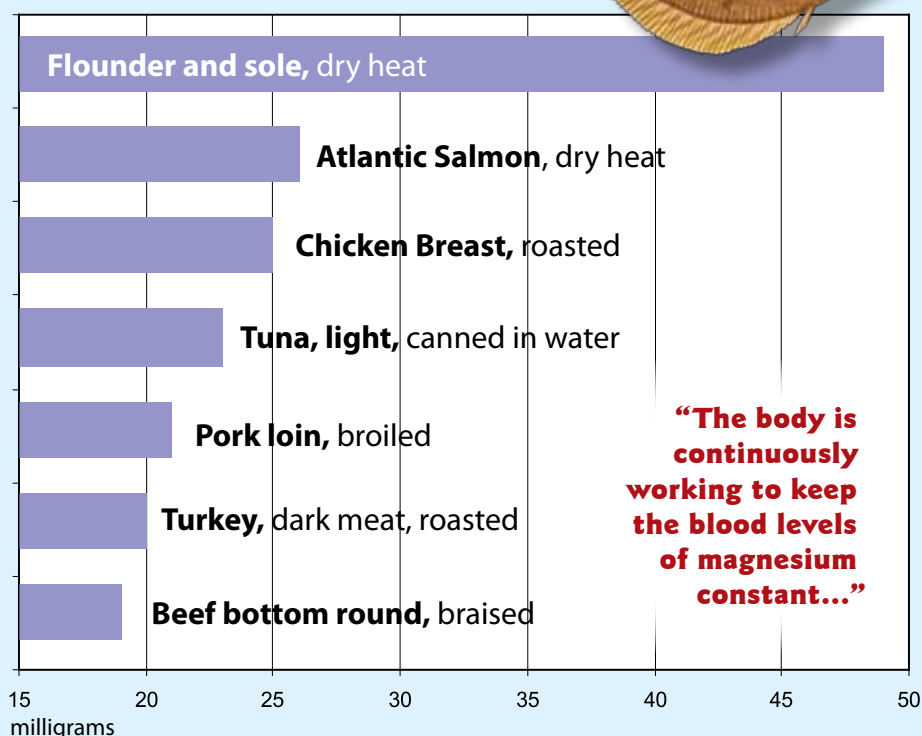 Flounder and sole, dry heat
Atlantic Salmon, dry heat
Chicken Breast, roasted
Tuna, light, canned in water
Pork loin, broiled
Turkey, dark meat, roasted
Beef bottom round, braised
“The body is
continuously
working to keep
the blood levels
of magnesium
constant...”
15 20 25 30 35 40 45 50
milligrams